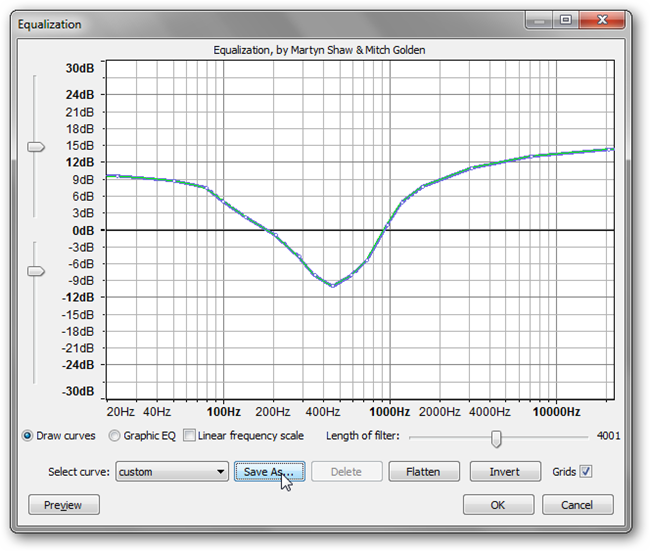 Equalization
Equalization, by Martyn Shaw & Mitch Golden
30dB
24dB
21dB
18dB
15dB
12dB
9dB
6dB
3dB
0dB
-3dB
-6dB
-9dB
-12dB
-15dB
-18dB
-21dB
-24dB
-30dB
20Hz 40Hz 100Hz 200Hz 400Hz 1000Hz 2000Hz 4000Hz 10000Hz
Draw curves Graphic EQ Linear frequency scale Length of filter: 4001
Select curve: custom Save As... Delete Flatten Invert Grids
Preview OK Cancel